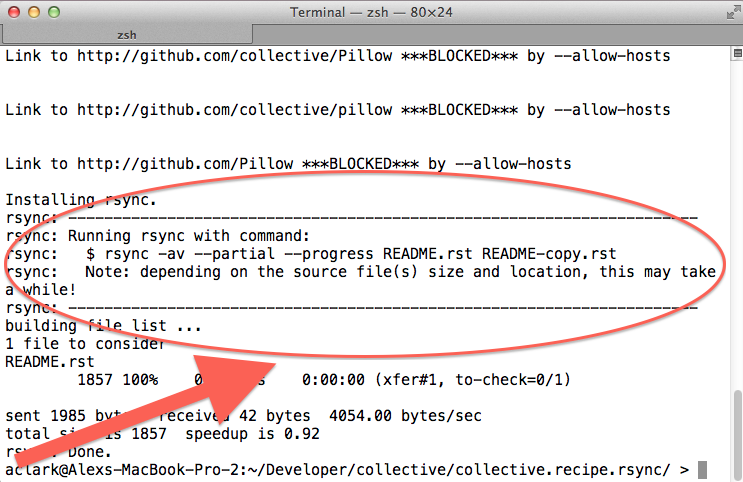 Terminal — zsh — 80×24
zsh
Link to http://github.com/collective/Pillow ***BLOCKED*** by --allow-hosts
Link to http://github.com/collective/pillow ***BLOCKED*** by --allow-hosts
Link to http://github.com/Pillow ***BLOCKED*** by --allow-hosts
Installing rsync.
rsync: ----------------------------------------------------------------------
rsync: Running rsync with command:
rsync:   $ rsync -av --partial --progress README.rst README-copy.rst
rsync:   Note: depending on the source file(s) size and location, this may take
a while!
rsync: ----------------------------------------------------------------------
building file list ...
1 file to consider
README.rst
1857 100%    0:00:00 (xfer#1, to-check=0/1)
sent 1985 bytes received 42 bytes  4054.00 bytes/sec
total size is 1857  speedup is 0.92
Done.
aclark@Alexs-MacBook-Pro-2:~/Developer/collective/collective.recipe.rsync/ >